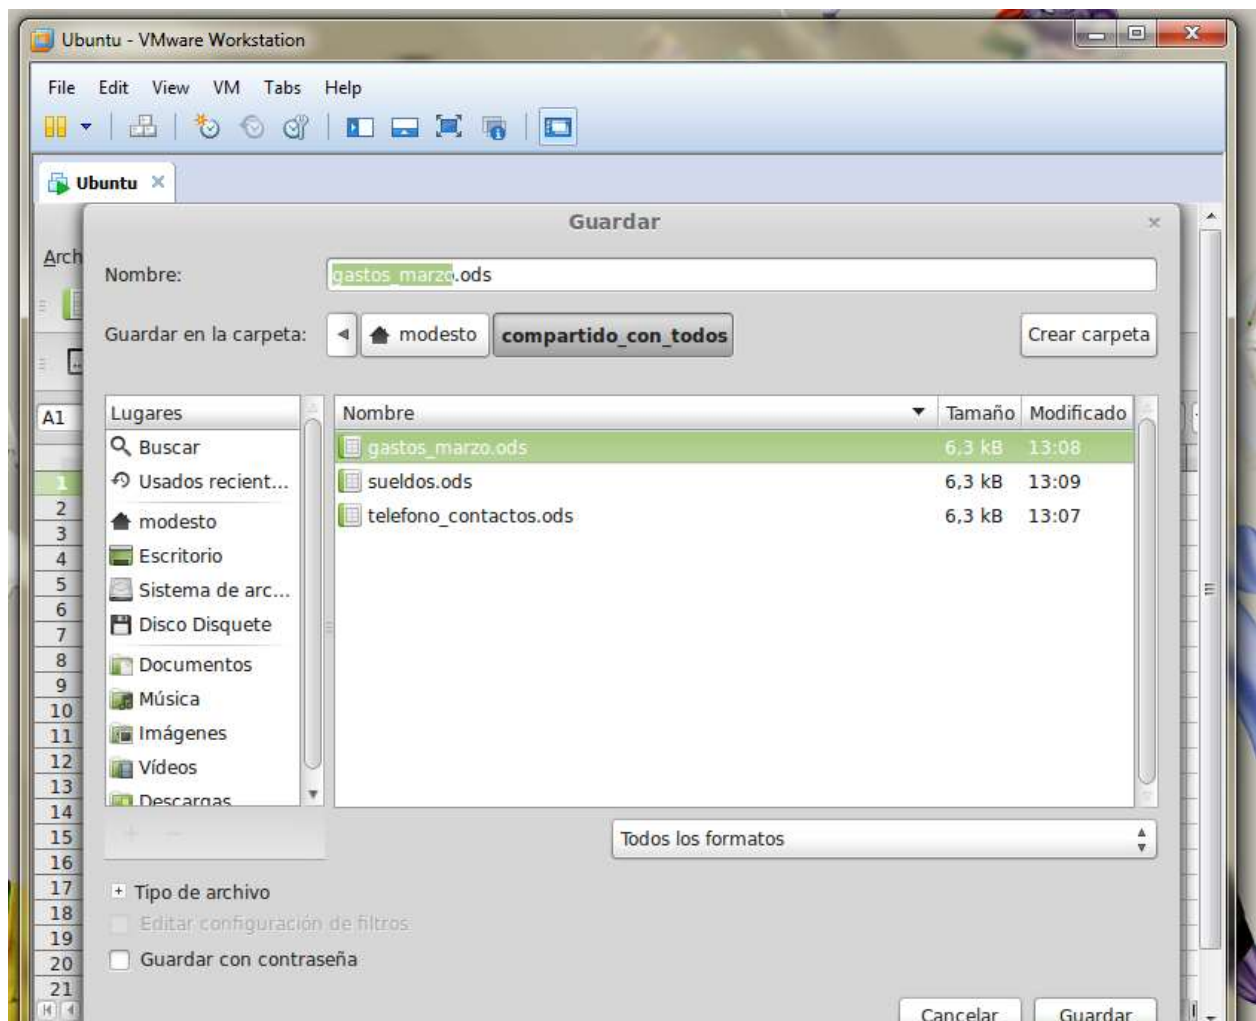 Ubuntu - VMware Workstation
File Edit View VM Tabs Help
Ubuntu
Guardar
Arch
Nombre: gastos_marzo.ods
Guardar en la carpeta: modesto compartido_con_todos Crear carpeta
A1
Lugares Nombre Tamaño Modificado
Buscar gastos_marzo.ods 6,3 kB 13:08
Usados recient... sueldos.ods 6,3 kB 13:09
modesto telefono_contactos.ods 6,3 kB 13:07
Escritorio
Sistema de arc...
Disco Disquete
Documentos
Música
Imágenes
Vídeos
Descargas
1
2
3
4
5
6
7
8
9
10
11
12
13
14
15
16
17
18
19
20
21
Todos los formatos
Tipo de archivo
Editar configuración de filtros
Guardar con contraseña
Cancelar Guardar